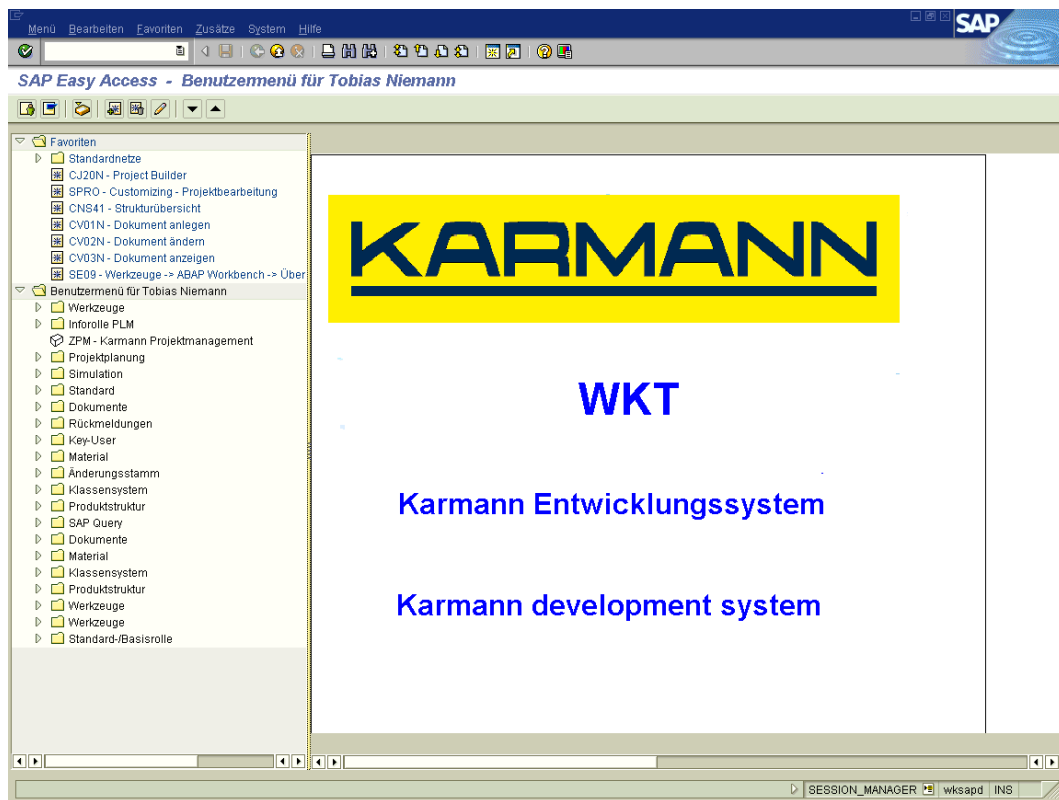 Menü Bearbeiten Favoriten Zusätze System Hilfe
SAP
SAP Easy Access - Benutzermenü für Tobias Niemann
Favoriten
Standardnetze
CJ20N - Project Builder
SPRO - Customizing - Projektbearbeitung
CNS41 - Strukturübersicht
CV01N - Dokument anlegen
CV02N - Dokument ändern
CV03N - Dokument anzeigen
SE09 - Werkzeuge -> ABAP Workbench -> Über
Benutzermenü für Tobias Niemann
Werkzeuge
Inforolle PLM
ZPM - Karmann Projektmanagement
Projektplanung
Simulation
Standard
Dokumente
Rückmeldungen
Key-User
Material
Änderungsstamm
Klassensystem
Produktstruktur
SAP Query
Dokumente
Material
Klassensystem
Produktstruktur
Werkzeuge
Werkzeuge
Standard-/Basisrolle
KARMANN
WKT
Karmann Entwicklungssystem
Karmann development system
SESSION_MANAGER wksapd INS